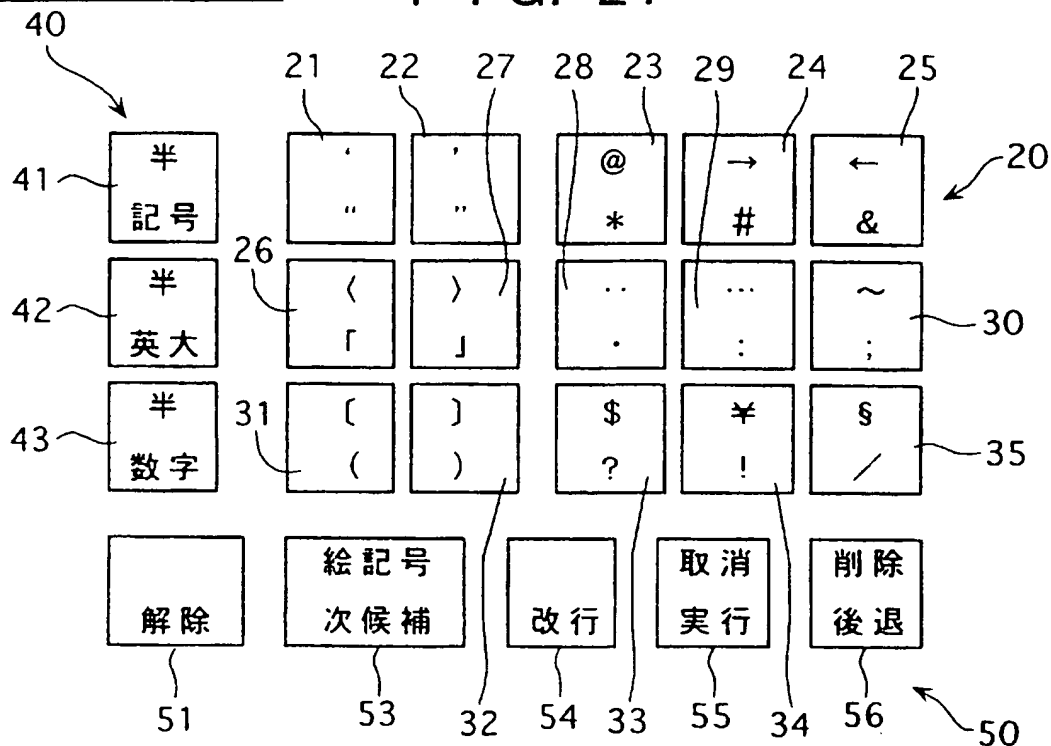 FIG. 21
40
21 22 27 28 23 29 24 25
半 ‘ ’ @ → ←
41 20
記号 “ ” * # &
26
半 〈 〉 ‥ … ～
42 30
英大 「 」 ・ : ;
半 〔 〕 $ ¥ §
43 31 35
数字 ( ) ? ! ／
絵記号 取消 削除
解除 次候補 改行 実行 後退
51 53 32 54 33 55 34 56 50